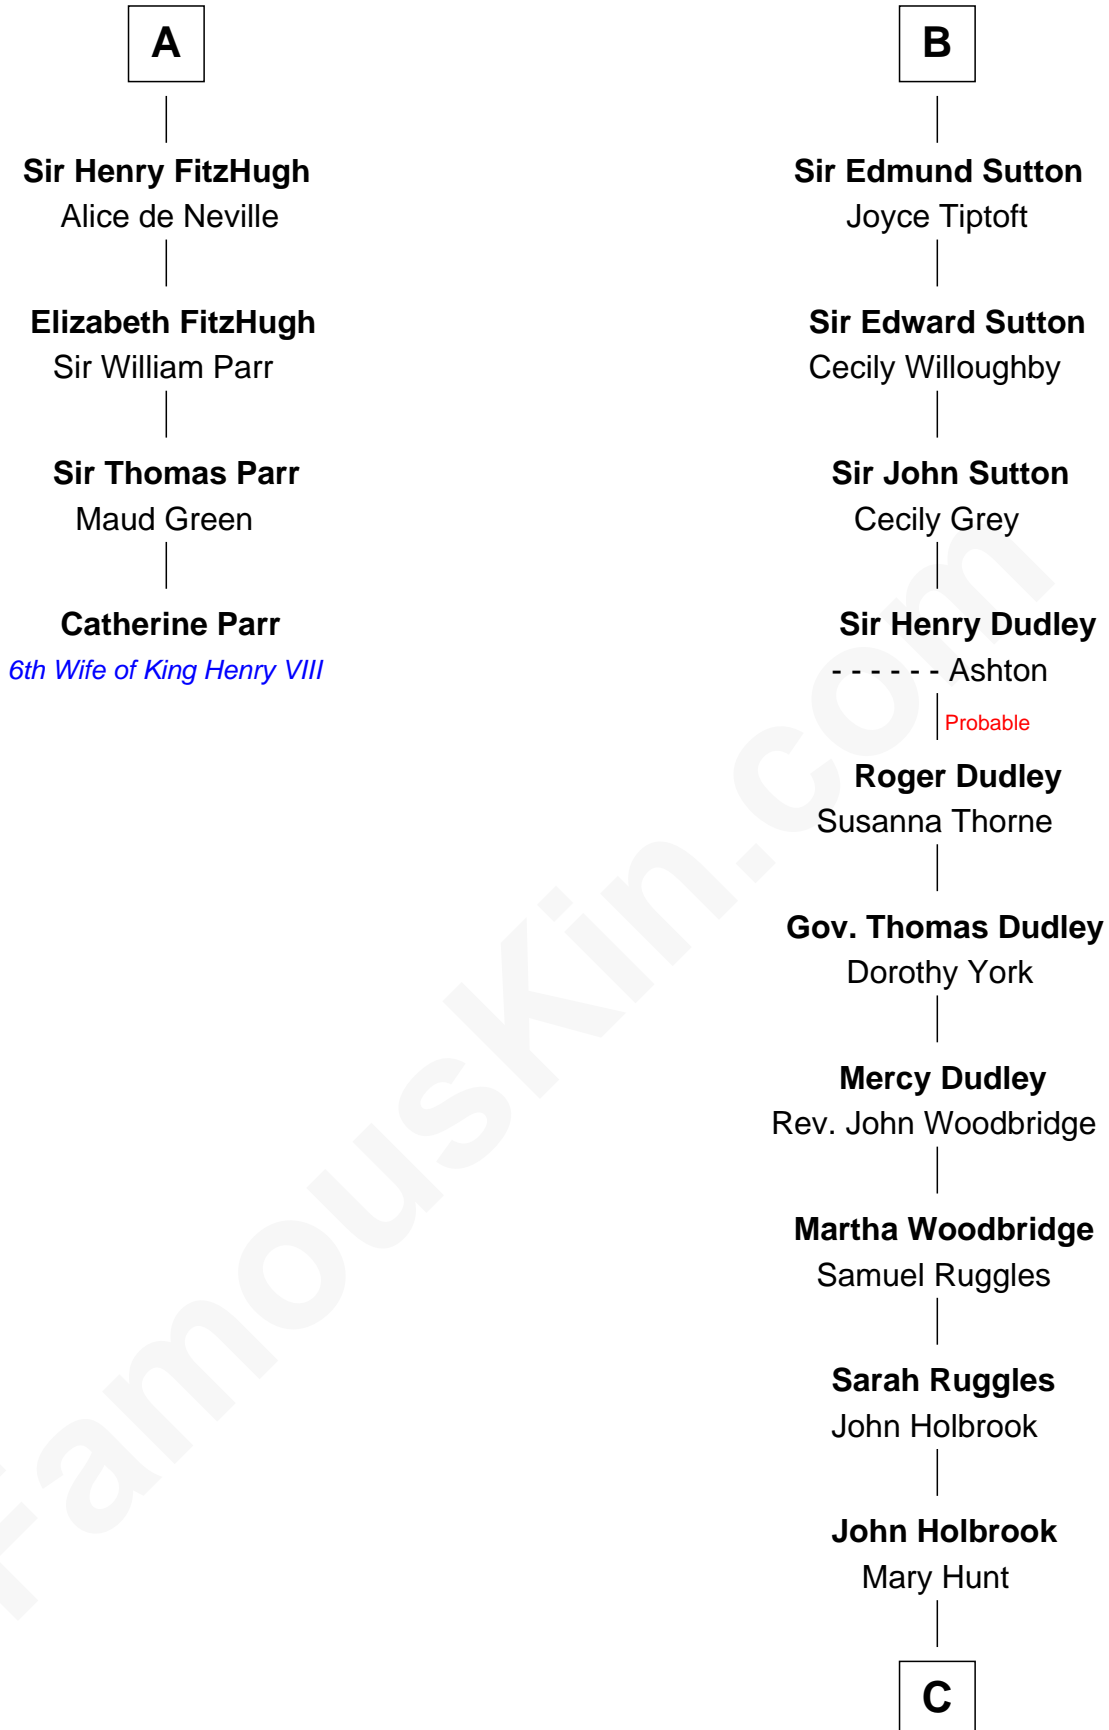 A
Sir Henry FitzHugh
Alice de Neville
Elizabeth FitzHugh
Sir William Parr
Sir Thomas Parr
Maud Green
Catherine Parr
6th Wife of King Henry VIII
B
Sir Edmund Sutton
Joyce Tiptoft
Sir Edward Sutton
Cecily Willoughby
Sir John Sutton
Cecily Grey
Sir Henry Dudley
- - - - - - Ashton
Probable
Roger Dudley
Susanna Thorne
Gov. Thomas Dudley
Dorothy York
Mercy Dudley
Rev. John Woodbridge
Martha Woodbridge
Samuel Ruggles
Sarah Ruggles
John Holbrook
John Holbrook
Mary Hunt
C
FamousKin.com